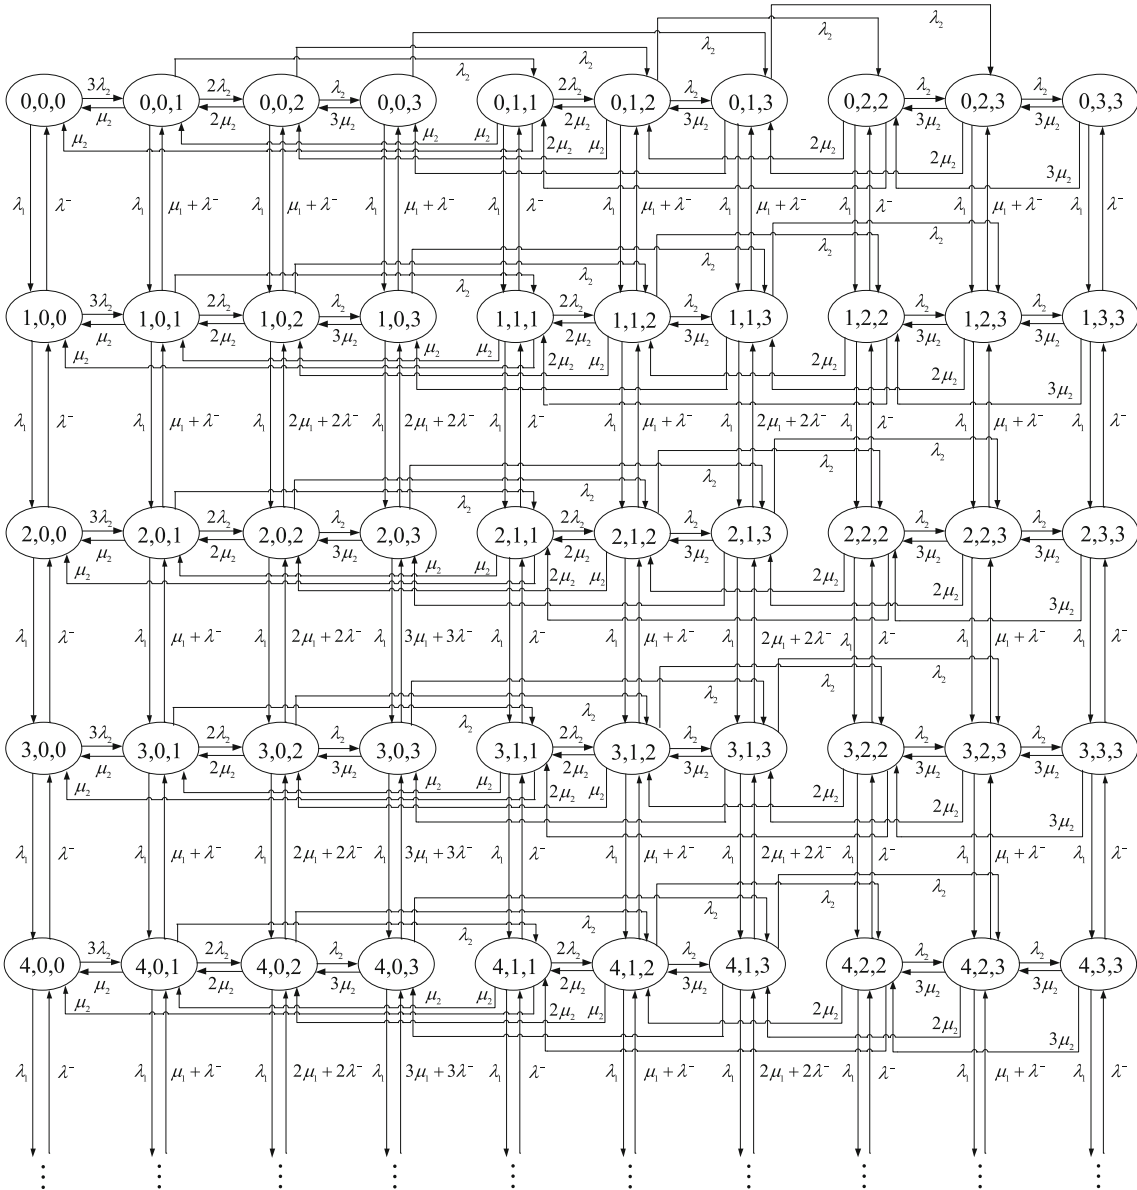 λ₂
λ₂
λ₂
λ₂
λ₂
λ₂
0,0,0 3λ₂ μ₂ 0,0,1 2λ₂ 2μ₂ 0,0,2 λ₂ 3μ₂ 0,0,3 0,1,1 2λ₂ 2μ₂ 0,1,2 λ₂ 3μ₂ 0,1,3 0,2,2 λ₂ 3μ₂ 0,2,3 λ₂ 3μ₂ 0,3,3
μ₂ μ₂ μ₂ 2μ₂ μ₂ 2μ₂ 2μ₂ 3μ₂
λ₁ λ⁻ λ₁ μ₁+λ⁻ λ₁ μ₁+λ⁻ λ₁ μ₁+λ⁻ λ₁ λ⁻ λ₁ μ₁+λ⁻ λ₁ μ₁+λ⁻ λ₁ λ⁻ λ₁ μ₁+λ⁻ λ₁ λ⁻
λ₂ λ₂ λ₂ λ₂ λ₂
1,0,0 3λ₂ μ₂ 1,0,1 2λ₂ 2μ₂ 1,0,2 λ₂ 3μ₂ 1,0,3 1,1,1 2λ₂ 2μ₂ 1,1,2 λ₂ 3μ₂ 1,1,3 1,2,2 λ₂ 3μ₂ 1,2,3 λ₂ 3μ₂ 1,3,3
μ₂ μ₂ μ₂ 2μ₂ μ₂ 2μ₂ 2μ₂ 3μ₂
λ₁ λ⁻ λ₁ μ₁+λ⁻ λ₁ 2μ₁+2λ⁻ λ₁ 2μ₁+2λ⁻ λ₁ λ⁻ λ₁ μ₁+λ⁻ λ₁ 2μ₁+2λ⁻ λ₁ λ⁻ λ₁ μ₁+λ⁻ λ₁ λ⁻
λ₂ λ₂ λ₂ λ₂ λ₂
2,0,0 3λ₂ μ₂ 2,0,1 2λ₂ 2μ₂ 2,0,2 λ₂ 3μ₂ 2,0,3 2,1,1 2λ₂ 2μ₂ 2,1,2 λ₂ 3μ₂ 2,1,3 2,2,2 λ₂ 3μ₂ 2,2,3 λ₂ 3μ₂ 2,3,3
μ₂ μ₂ μ₂ 2μ₂ μ₂ 2μ₂ 2μ₂ 3μ₂
λ₁ λ⁻ λ₁ μ₁+λ⁻ λ₁ 2μ₁+2λ⁻ λ₁ 3μ₁+3λ⁻ λ₁ λ⁻ λ₁ μ₁+λ⁻ λ₁ 2μ₁+2λ⁻ λ₁ λ⁻ λ₁ μ₁+λ⁻ λ₁ λ⁻
λ₂ λ₂ λ₂ λ₂ λ₂
3,0,0 3λ₂ μ₂ 3,0,1 2λ₂ 2μ₂ 3,0,2 λ₂ 3μ₂ 3,0,3 3,1,1 2λ₂ 2μ₂ 3,1,2 λ₂ 3μ₂ 3,1,3 3,2,2 λ₂ 3μ₂ 3,2,3 λ₂ 3μ₂ 3,3,3
μ₂ μ₂ μ₂ 2μ₂ μ₂ 2μ₂ 2μ₂ 3μ₂
λ₁ λ⁻ λ₁ μ₁+λ⁻ λ₁ 2μ₁+2λ⁻ λ₁ 3μ₁+3λ⁻ λ₁ λ⁻ λ₁ μ₁+λ⁻ λ₁ 2μ₁+2λ⁻ λ₁ λ⁻ λ₁ μ₁+λ⁻ λ₁ λ⁻
λ₂ λ₂ λ₂ λ₂ λ₂
4,0,0 3λ₂ μ₂ 4,0,1 2λ₂ 2μ₂ 4,0,2 λ₂ 3μ₂ 4,0,3 4,1,1 2λ₂ 2μ₂ 4,1,2 λ₂ 3μ₂ 4,1,3 4,2,2 λ₂ 3μ₂ 4,2,3 λ₂ 3μ₂ 4,3,3
μ₂ μ₂ μ₂ 2μ₂ μ₂ 2μ₂ 2μ₂ 3μ₂
λ₁ λ⁻ λ₁ μ₁+λ⁻ λ₁ 2μ₁+2λ⁻ λ₁ 3μ₁+3λ⁻ λ₁ λ⁻ λ₁ μ₁+λ⁻ λ₁ 2μ₁+2λ⁻ λ₁ λ⁻ λ₁ μ₁+λ⁻ λ₁ λ⁻
⋮ ⋮ ⋮ ⋮ ⋮ ⋮ ⋮ ⋮ ⋮ ⋮